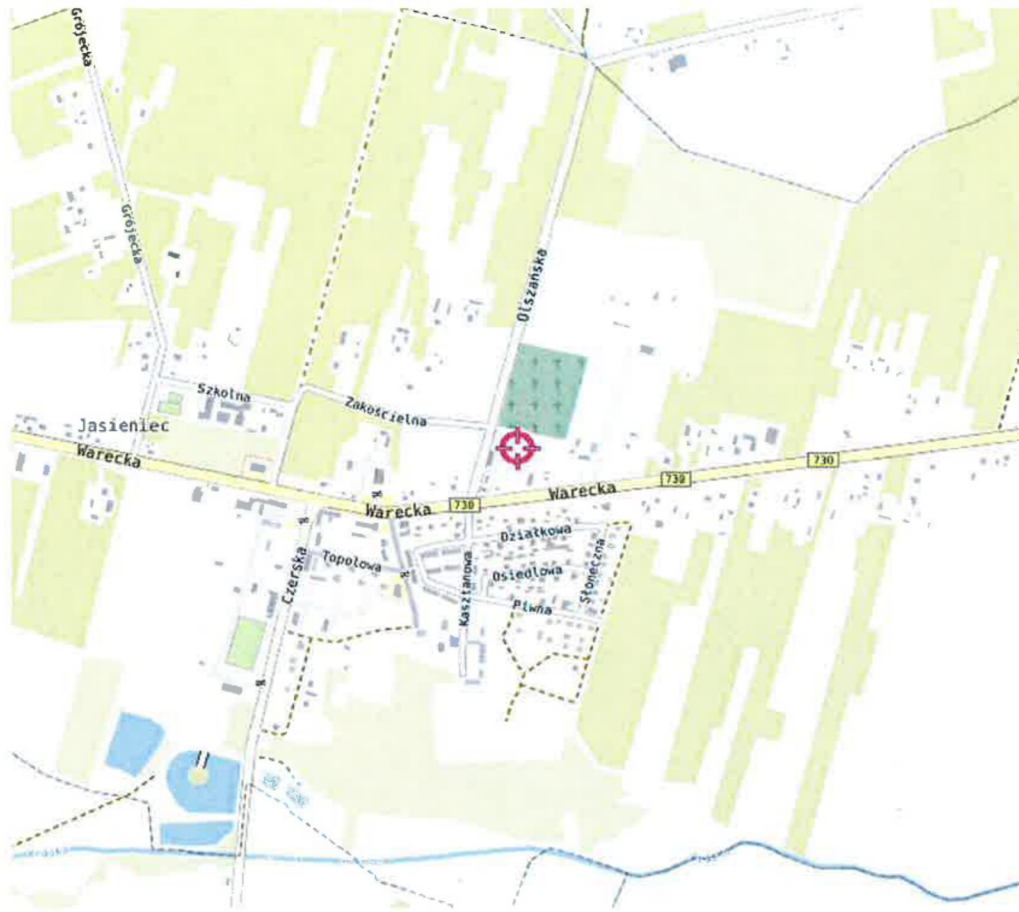 Grójecka
Grójecka
Olszańska
Szkolna
Zakościelna
Jasieniec
Warecka
730
730
Warecka
730
Warecka
Działkowa
Topolowa
Osiedlowa
Słoneczna
Czerska
Kasztanowa
Piwna